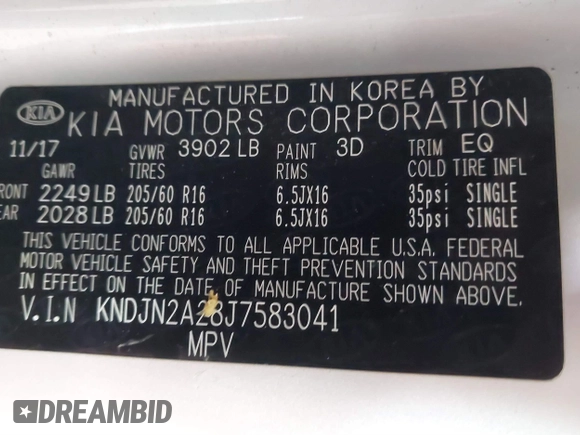 MANUFACTURED IN KOREA BY
KIA KIA MOTORS CORPORATION
11/17 GVWR 3902 LB PAINT 3D TRIM EQ
GAWR TIRES RIMS COLD TIRE INFL
FRONT 2249 LB 205/60 R16 6.5JX16 35psi SINGLE
REAR 2028 LB 205/60 R16 6.5JX16 35psi SINGLE
THIS VEHICLE CONFORMS TO ALL APPLICABLE U.S.A. FEDERAL
MOTOR VEHICLE SAFETY AND THEFT PREVENTION STANDARDS
IN EFFECT ON THE DATE OF MANUFACTURE SHOWN ABOVE.
V.I.N KNDJN2A28J7583041
MPV
DREAMBID